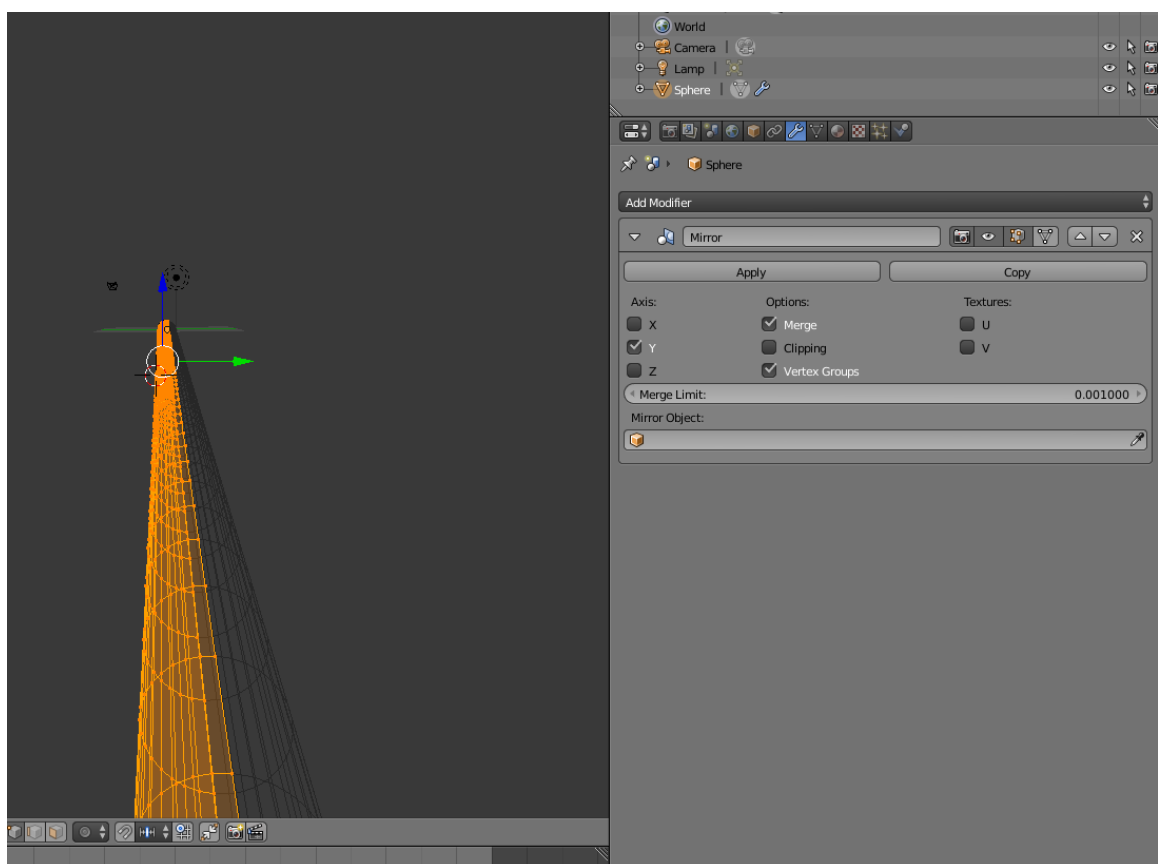 World
Camera
Lamp
Sphere
Sphere
Add Modifier
Mirror
Apply Copy
Axis: Options: Textures:
X Merge U
Y Clipping V
Z Vertex Groups
Merge Limit: 0.001000
Mirror Object: